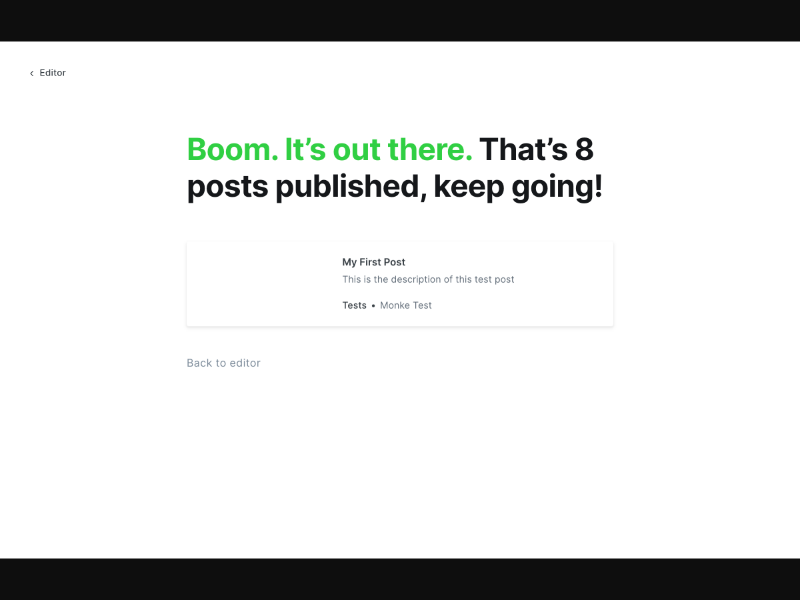 ‹ Editor
Boom. It’s out there. That’s 8
posts published, keep going!
My First Post
This is the description of this test post
Tests • Monke Test
Back to editor